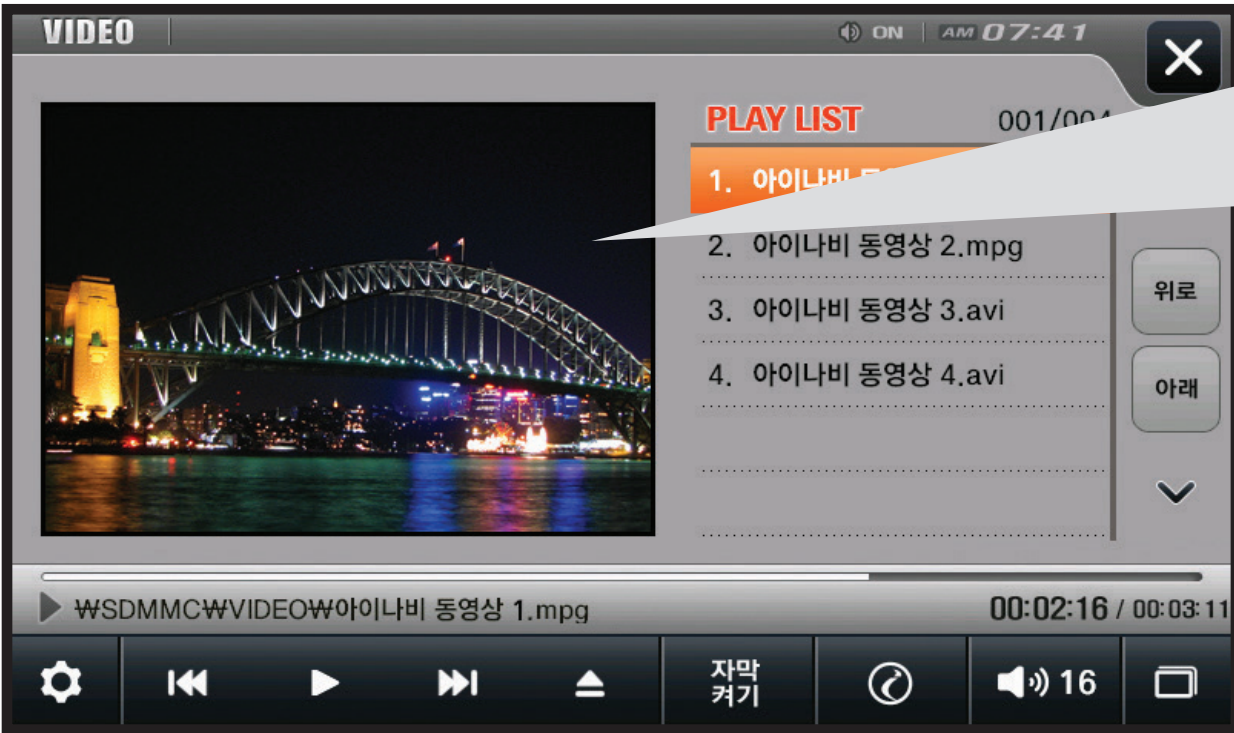 VIDEO ON AM 07:41
PLAY LIST 001/004
1. 아이나비
2. 아이나비 동영상 2.mpg
3. 아이나비 동영상 3.avi
4. 아이나비 동영상 4.avi
위로
아래
₩SDMMC₩VIDEO₩아이나비 동영상 1.mpg 00:02:16 / 00:03:11
자막
켜기
16